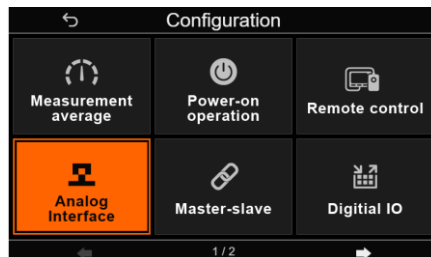 Configuration
Measurement
average
Power-on
operation
Remote control
Analog
Interface
Master-slave
Digitial IO
1/2